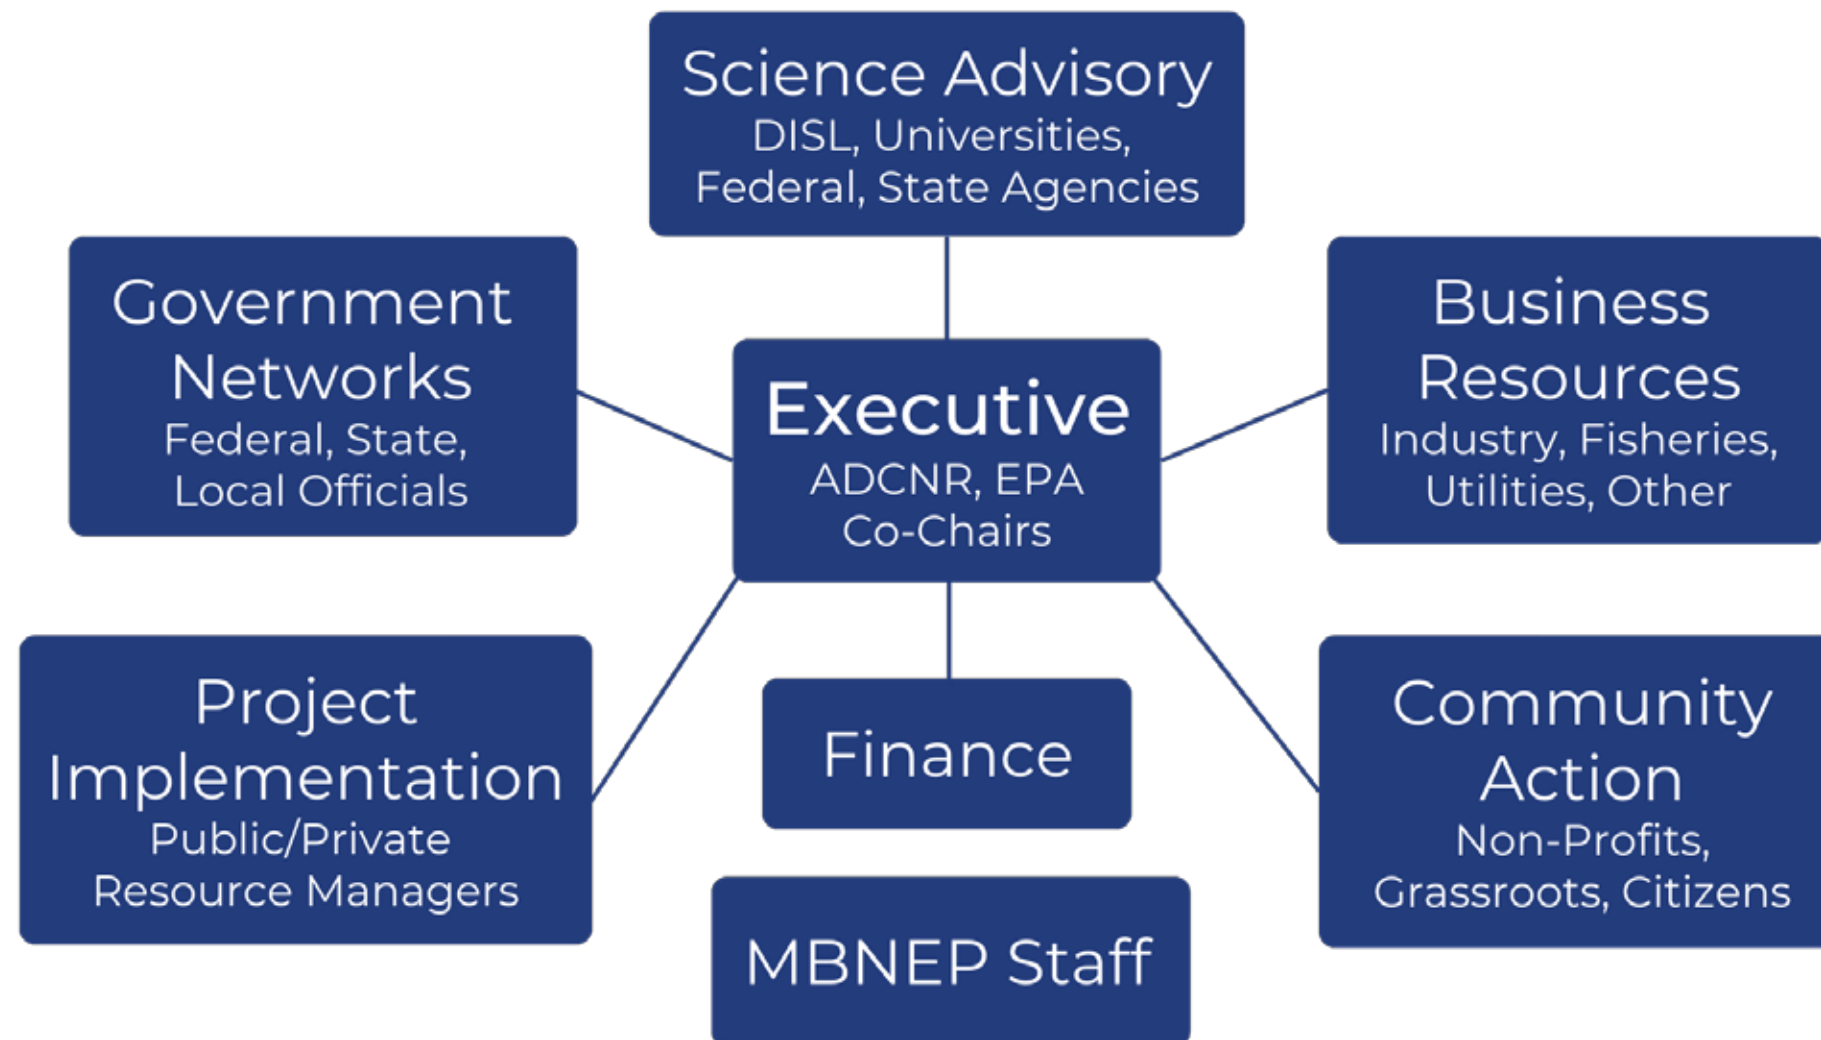 Science Advisory
DISL, Universities,
Federal, State Agencies
Government
Networks
Federal, State,
Local Officials
Executive
ADCNR, EPA
Co-Chairs
Business
Resources
Industry, Fisheries,
Utilities, Other
Project
Implementation
Public/Private
Resource Managers
Finance
Community
Action
Non-Profits,
Grassroots, Citizens
MBNEP Staff